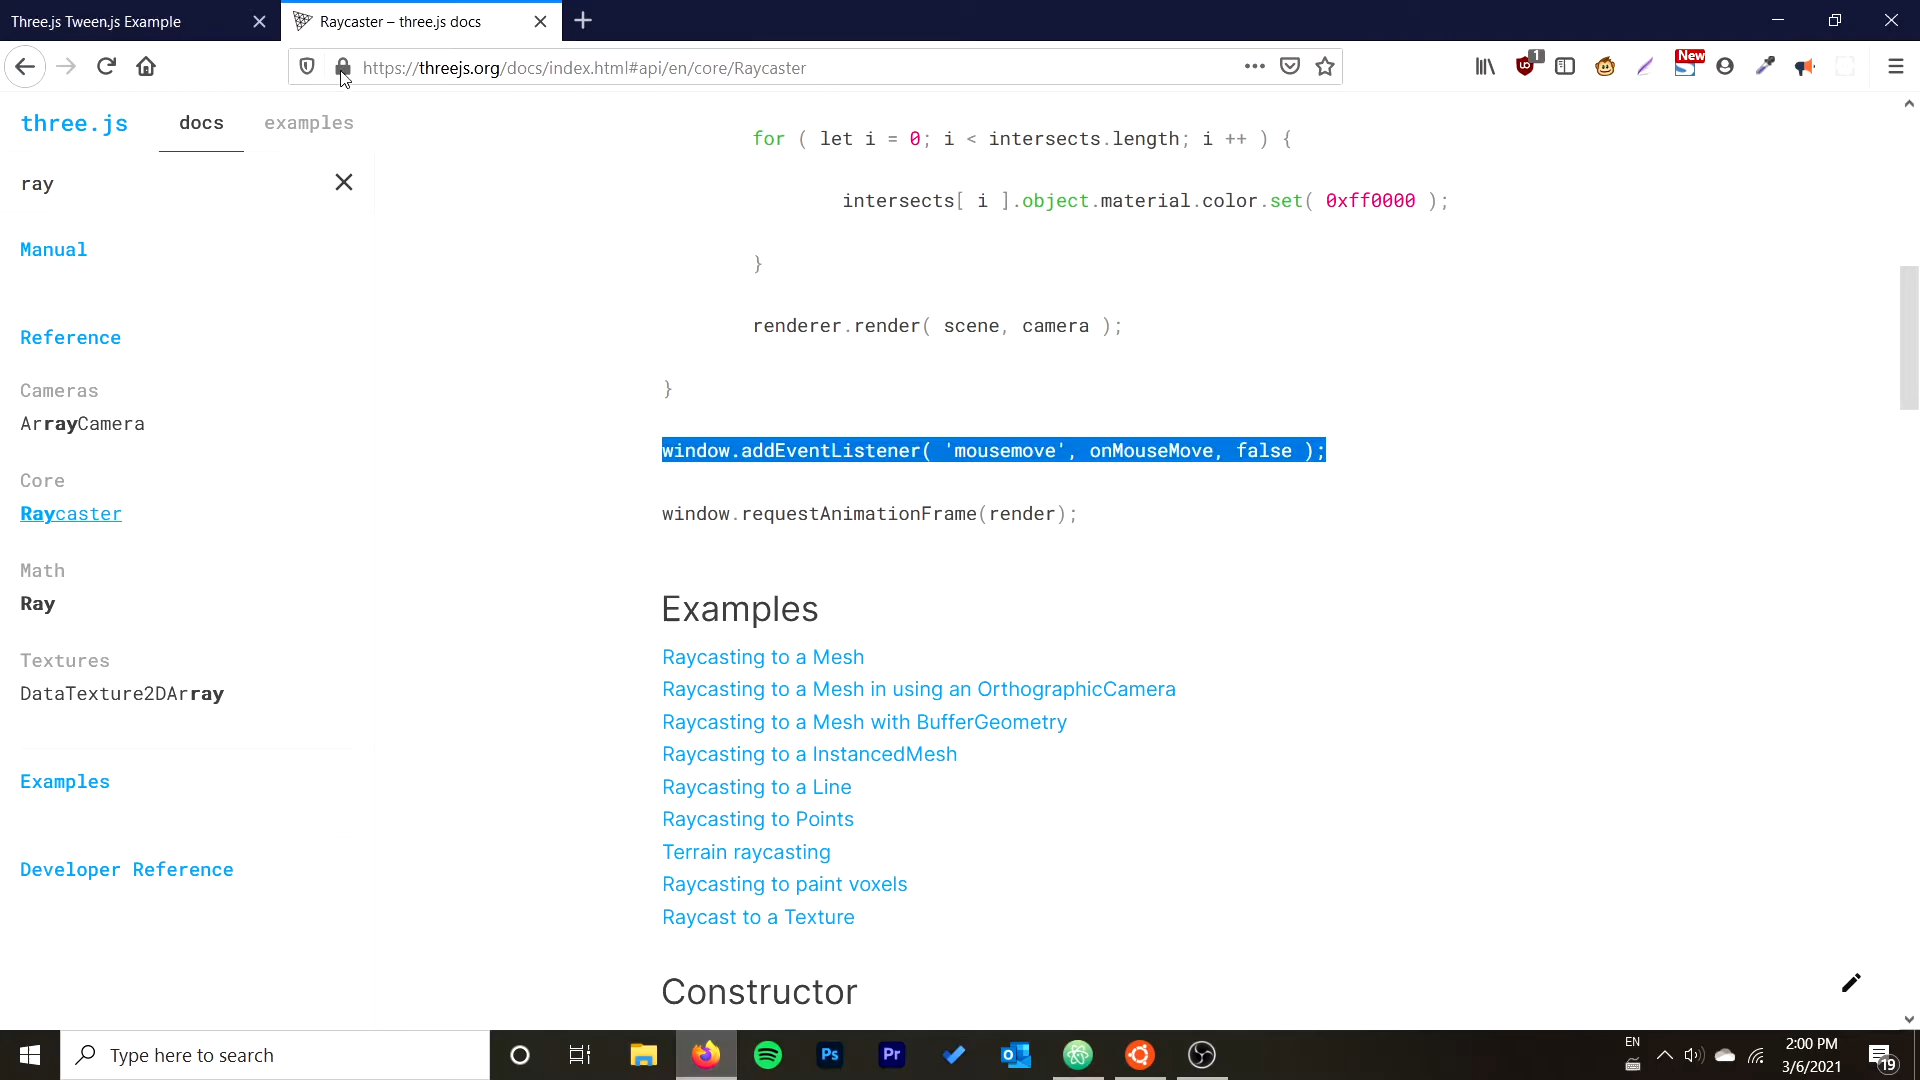 Three.js Tween.js Example
Raycaster – three.js docs
https://threejs.org/docs/index.html#api/en/core/Raycaster
1
New
three.js
docs
examples
ray
Manual
Reference
Cameras
ArrayCamera
Core
Raycaster
Math
Ray
Textures
DataTexture2DArray
Examples
Developer Reference
for ( let i = 0; i < intersects.length; i ++ ) {
intersects[ i ].object.material.color.set( 0xff0000 );
}
renderer.render( scene, camera );
}
window.addEventListener( 'mousemove', onMouseMove, false );
window.requestAnimationFrame(render);
Examples
Raycasting to a Mesh
Raycasting to a Mesh in using an OrthographicCamera
Raycasting to a Mesh with BufferGeometry
Raycasting to a InstancedMesh
Raycasting to a Line
Raycasting to Points
Terrain raycasting
Raycasting to paint voxels
Raycast to a Texture
Constructor
Type here to search
Ps
Pr
EN
2:00 PM
3/6/2021
19